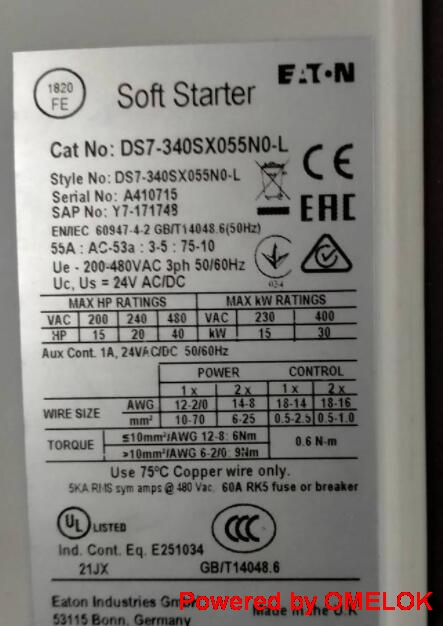 1820
FE
Soft Starter
EATON
Cat No: DS7-340SX055N0-L
Style No: DS7-340SX055N0-L
Serial No: A410715
SAP No: Y7-171748
CE
EAC
EN/IEC 60947-4-2 GB/T14048.6(50Hz)
55A : AC-53a : 3-5 : 75-10
Ue - 200-480VAC 3ph 50/60Hz
Uc, Us = 24V AC/DC
MAX HP RATINGS MAX kW RATINGS
VAC 200 240 480 VAC 230 400
HP 15 20 40 kW 15 30
Aux Cont. 1A, 24VAC/DC 50/60Hz
POWER CONTROL
1 x 2 x 1 x 2 x
WIRE SIZE AWG 12-2/0 14-8 18-14 18-16
mm² 10-70 6-25 0.5-2.5 0.5-1.0
TORQUE ≤10mm²/AWG 12-8: 6Nm 0.6 N-m
>10mm²/AWG 6-2/0: 9Nm
Use 75°C Copper wire only.
5KA RMS sym amps @ 480 Vac, 60A RK5 fuse or breaker
UL LISTED
CCC
Ind. Cont. Eq. E251034
21JX GB/T14048.6
Eaton Industries GmbH
53115 Bonn, Germany
Made in the U.K
Powered by OMELOK